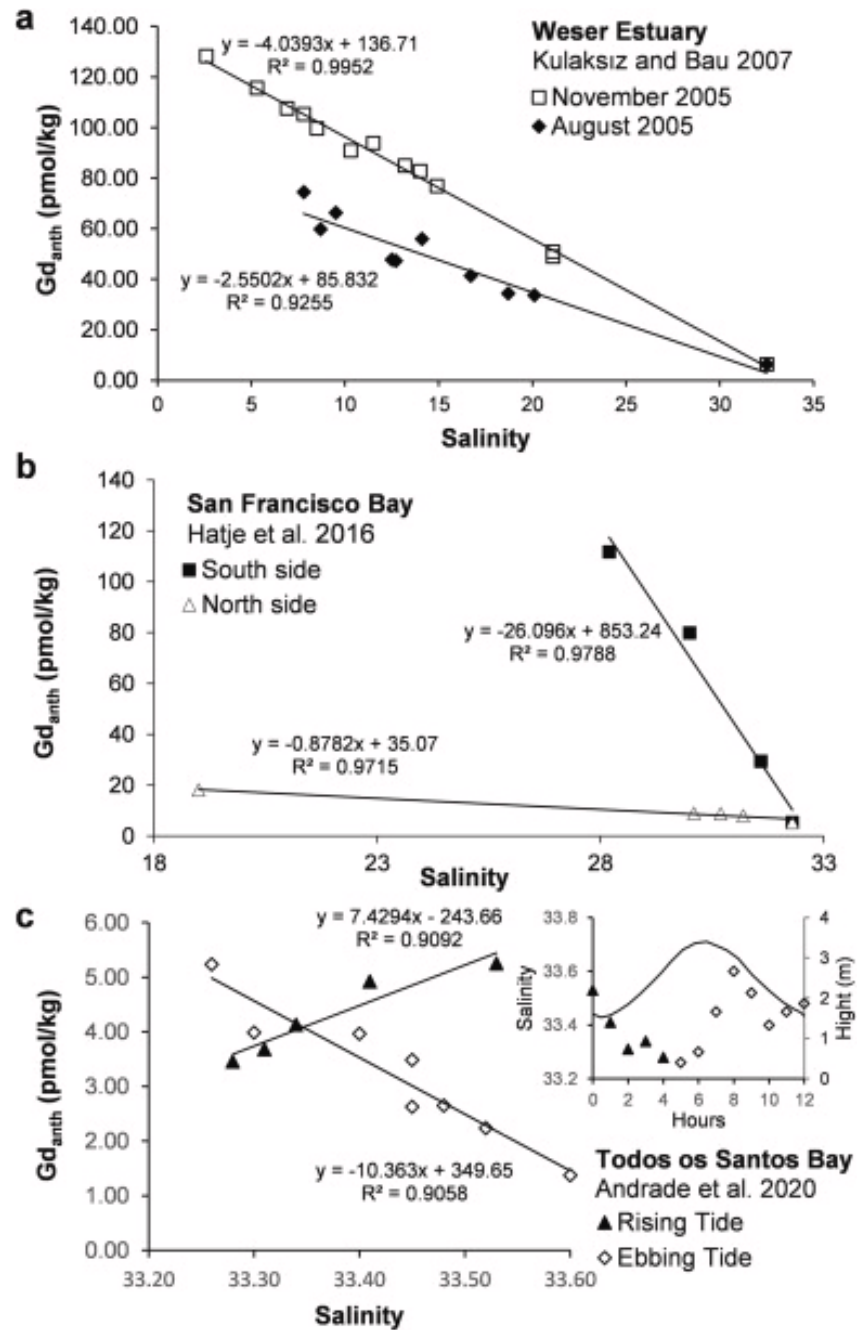 a
140.00
120.00
100.00
80.00
60.00
40.00
20.00
0.00
Gdanth (pmol/kg)
y = -4.0393x + 136.71
R² = 0.9952
Weser Estuary
Kulaksız and Bau 2007
November 2005
August 2005
y = -2.5502x + 85.832
R² = 0.9255
0 5 10 15 20 25 30 35
Salinity
b
140
120
100
80
60
40
20
0
Gdanth (pmol/kg)
San Francisco Bay
Hatje et al. 2016
South side
North side
y = -26.096x + 853.24
R² = 0.9788
y = -0.8782x + 35.07
R² = 0.9715
18 23 28 33
Salinity
c
6.00
5.00
4.00
3.00
2.00
1.00
0.00
Gdanth (pmol/kg)
y = 7.4294x - 243.66
R² = 0.9092
y = -10.363x + 349.65
R² = 0.9058
33.20 33.30 33.40 33.50 33.60
Salinity
33.8
33.6
33.4
33.2
Salinity
4
3
2
1
0
Hight (m)
0 2 4 6 8 10 12
Hours
Todos os Santos Bay
Andrade et al. 2020
Rising Tide
Ebbing Tide